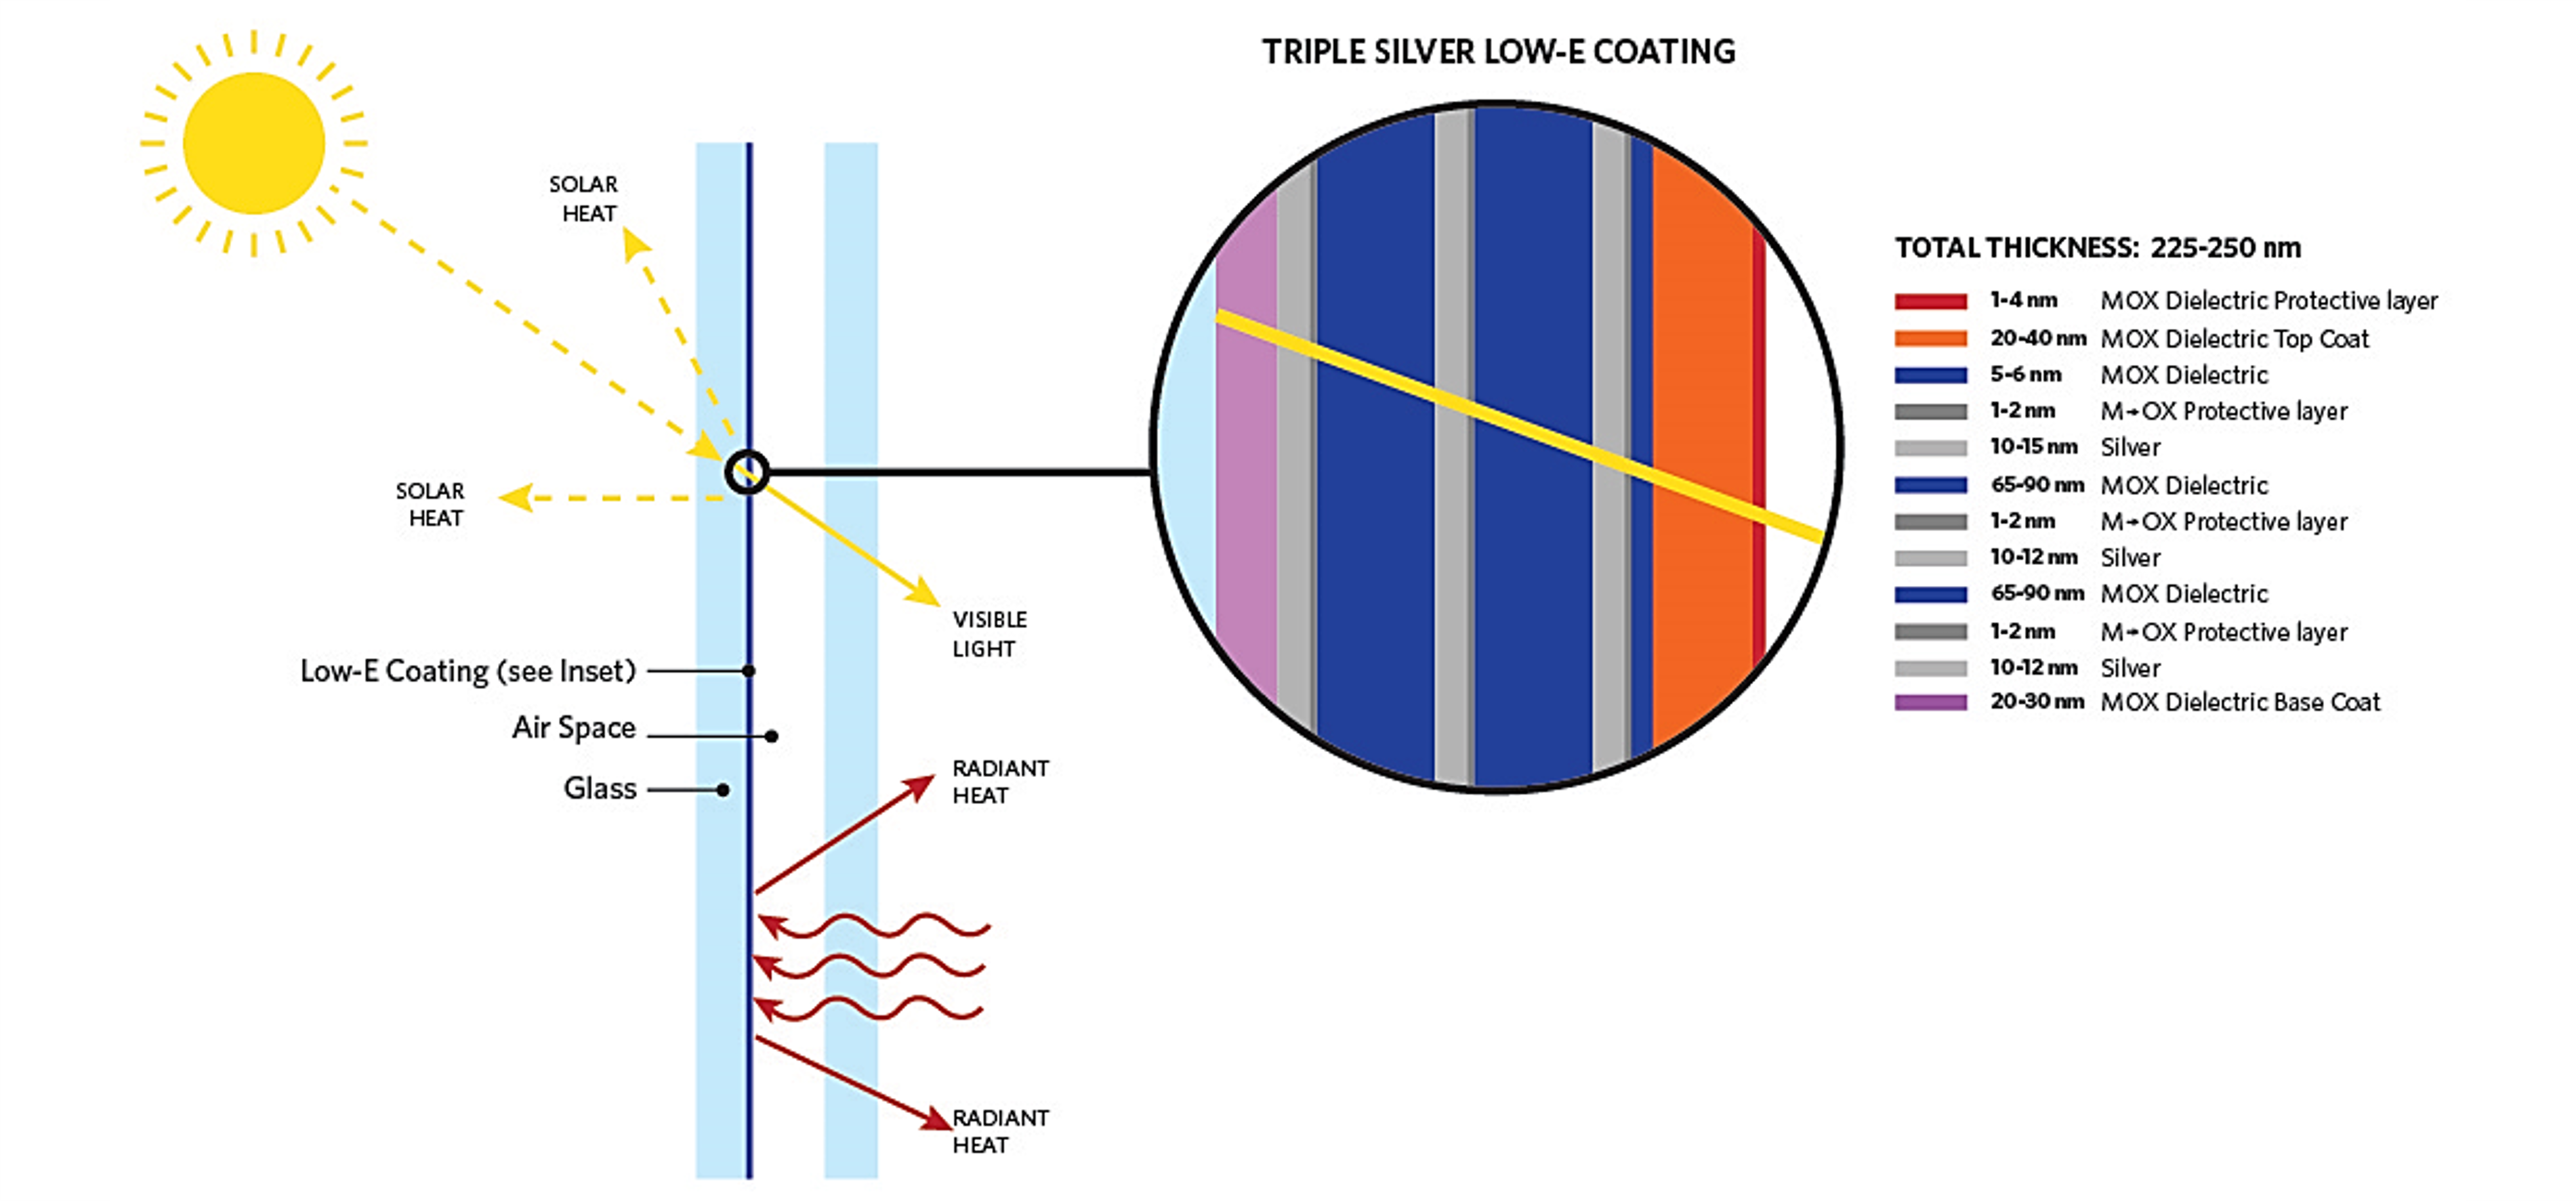 TRIPLE SILVER LOW-E COATING
SOLAR
HEAT
SOLAR
HEAT
VISIBLE
LIGHT
Low-E Coating (see Inset)
Air Space
Glass
RADIANT
HEAT
RADIANT
HEAT
TOTAL THICKNESS: 225-250 nm
1-4 nm MOX Dielectric Protective layer
20-40 nm MOX Dielectric Top Coat
5-6 nm MOX Dielectric
1-2 nm M→OX Protective layer
10-15 nm Silver
65-90 nm MOX Dielectric
1-2 nm M→OX Protective layer
10-12 nm Silver
65-90 nm MOX Dielectric
1-2 nm M→OX Protective layer
10-12 nm Silver
20-30 nm MOX Dielectric Base Coat